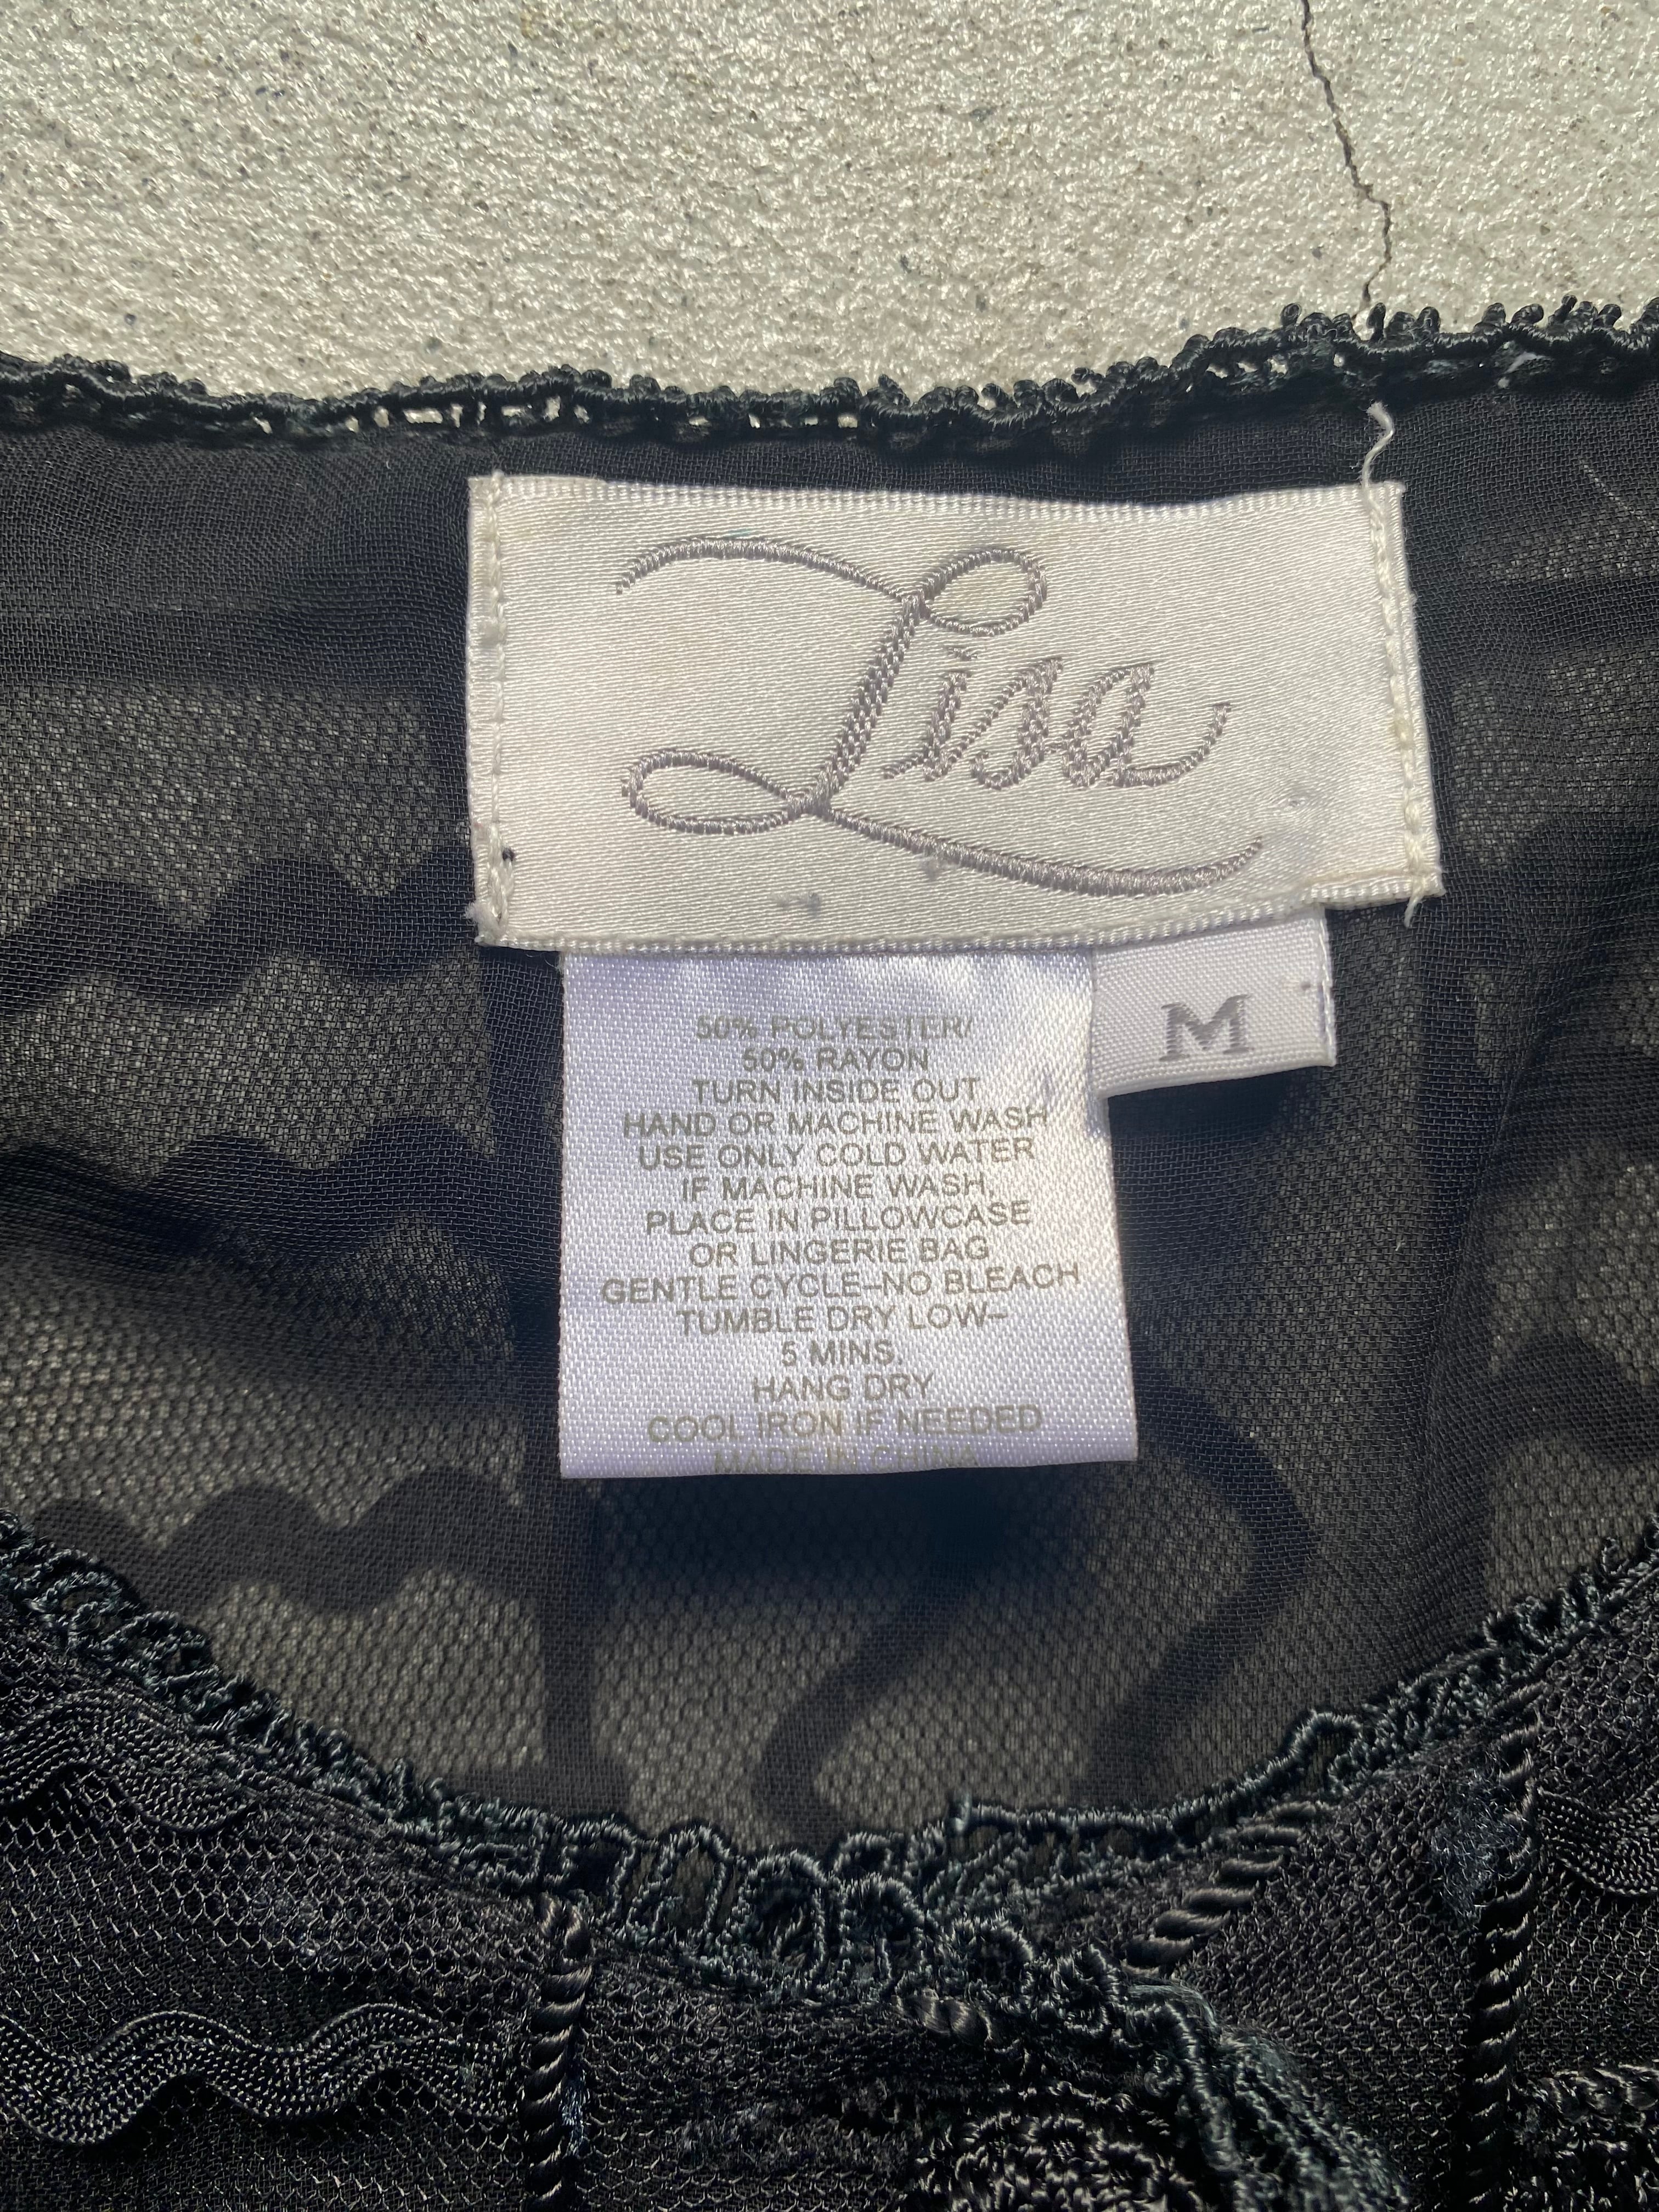 Lisa
M
50% POLYESTER/
50% RAYON
TURN INSIDE OUT
HAND OR MACHINE WASH
USE ONLY COLD WATER
IF MACHINE WASH,
PLACE IN PILLOWCASE
OR LINGERIE BAG
GENTLE CYCLE–NO BLEACH
TUMBLE DRY LOW–
5 MINS.
HANG DRY
COOL IRON IF NEEDED
MADE IN CHINA